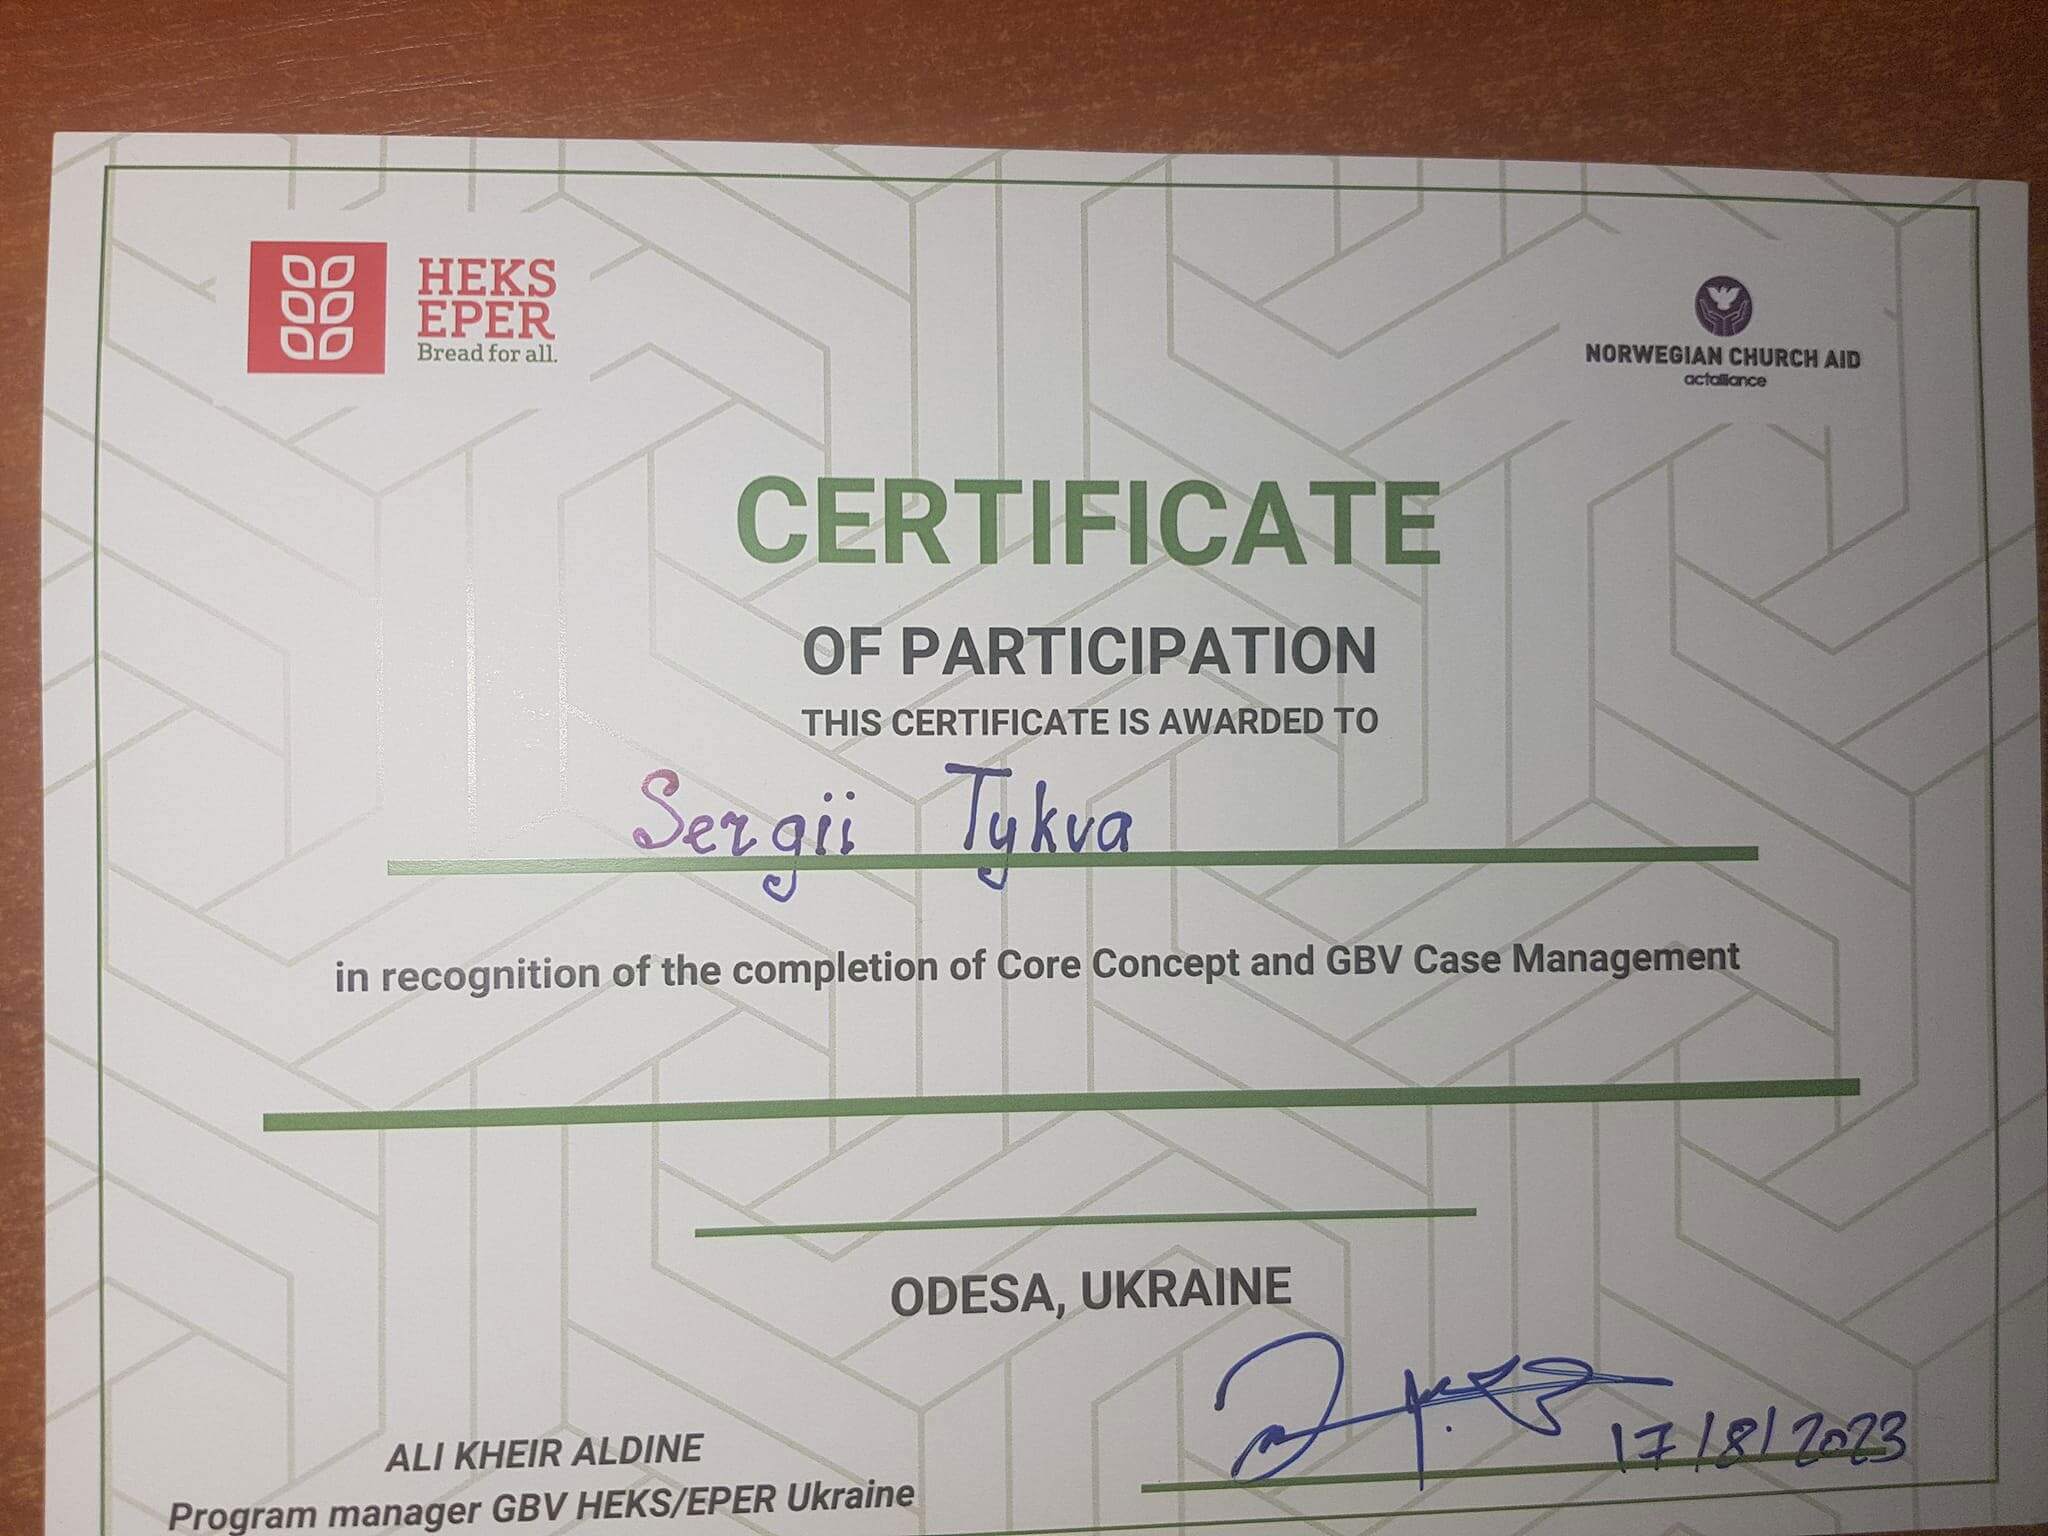 HEKS
EPER
Bread for all.
NORWEGIAN CHURCH AID
actalliance
CERTIFICATE
OF PARTICIPATION
THIS CERTIFICATE IS AWARDED TO
Sergii Tykva
in recognition of the completion of Core Concept and GBV Case Management
ODESA, UKRAINE
17/8/2023
ALI KHEIR ALDINE
Program manager GBV HEKS/EPER Ukraine